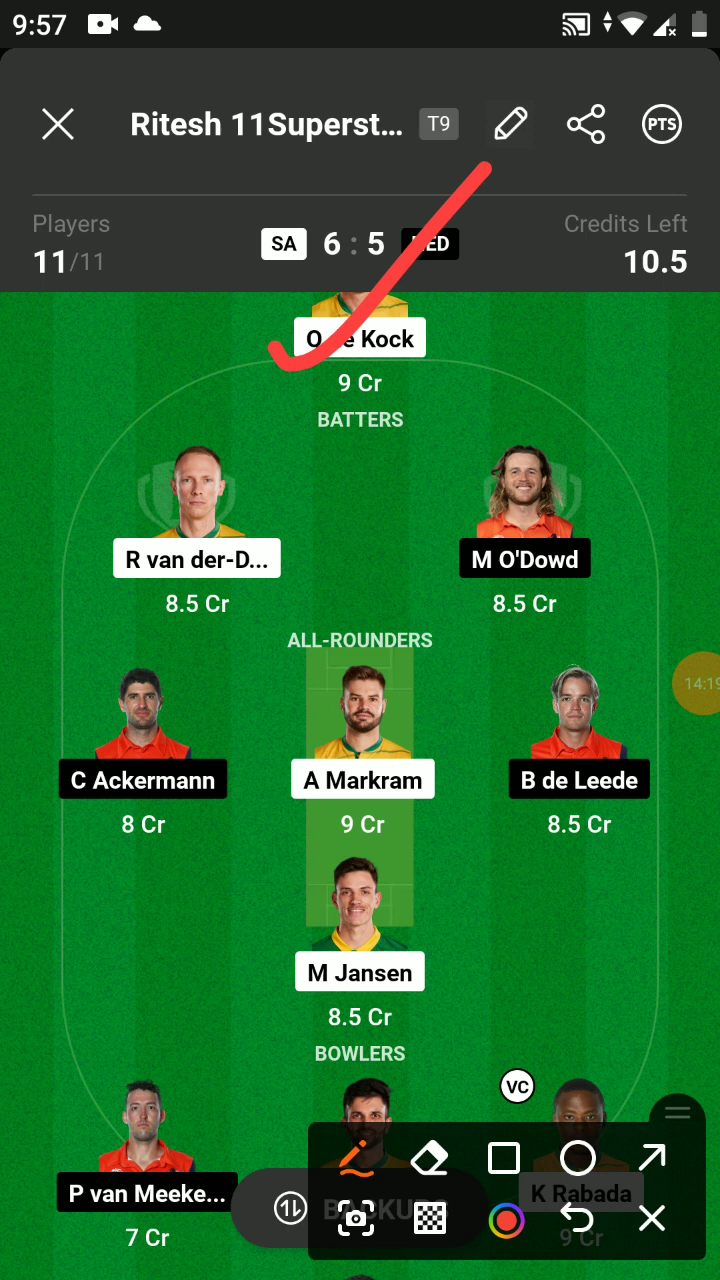 9:57
Ritesh 11Superst... T9 PTS
Players Credits Left
11/11 SA 6 : 5 10.5
Kock
9 Cr
BATTERS
R van der-D... M O'Dowd
8.5 Cr 8.5 Cr
ALL-ROUNDERS
14:19
C Ackermann A Markram B de Leede
8 Cr 9 Cr 8.5 Cr
M Jansen
8.5 Cr
BOWLERS
VC
P van Meeke... BACKUPS K Rabada
7 Cr 9 Cr